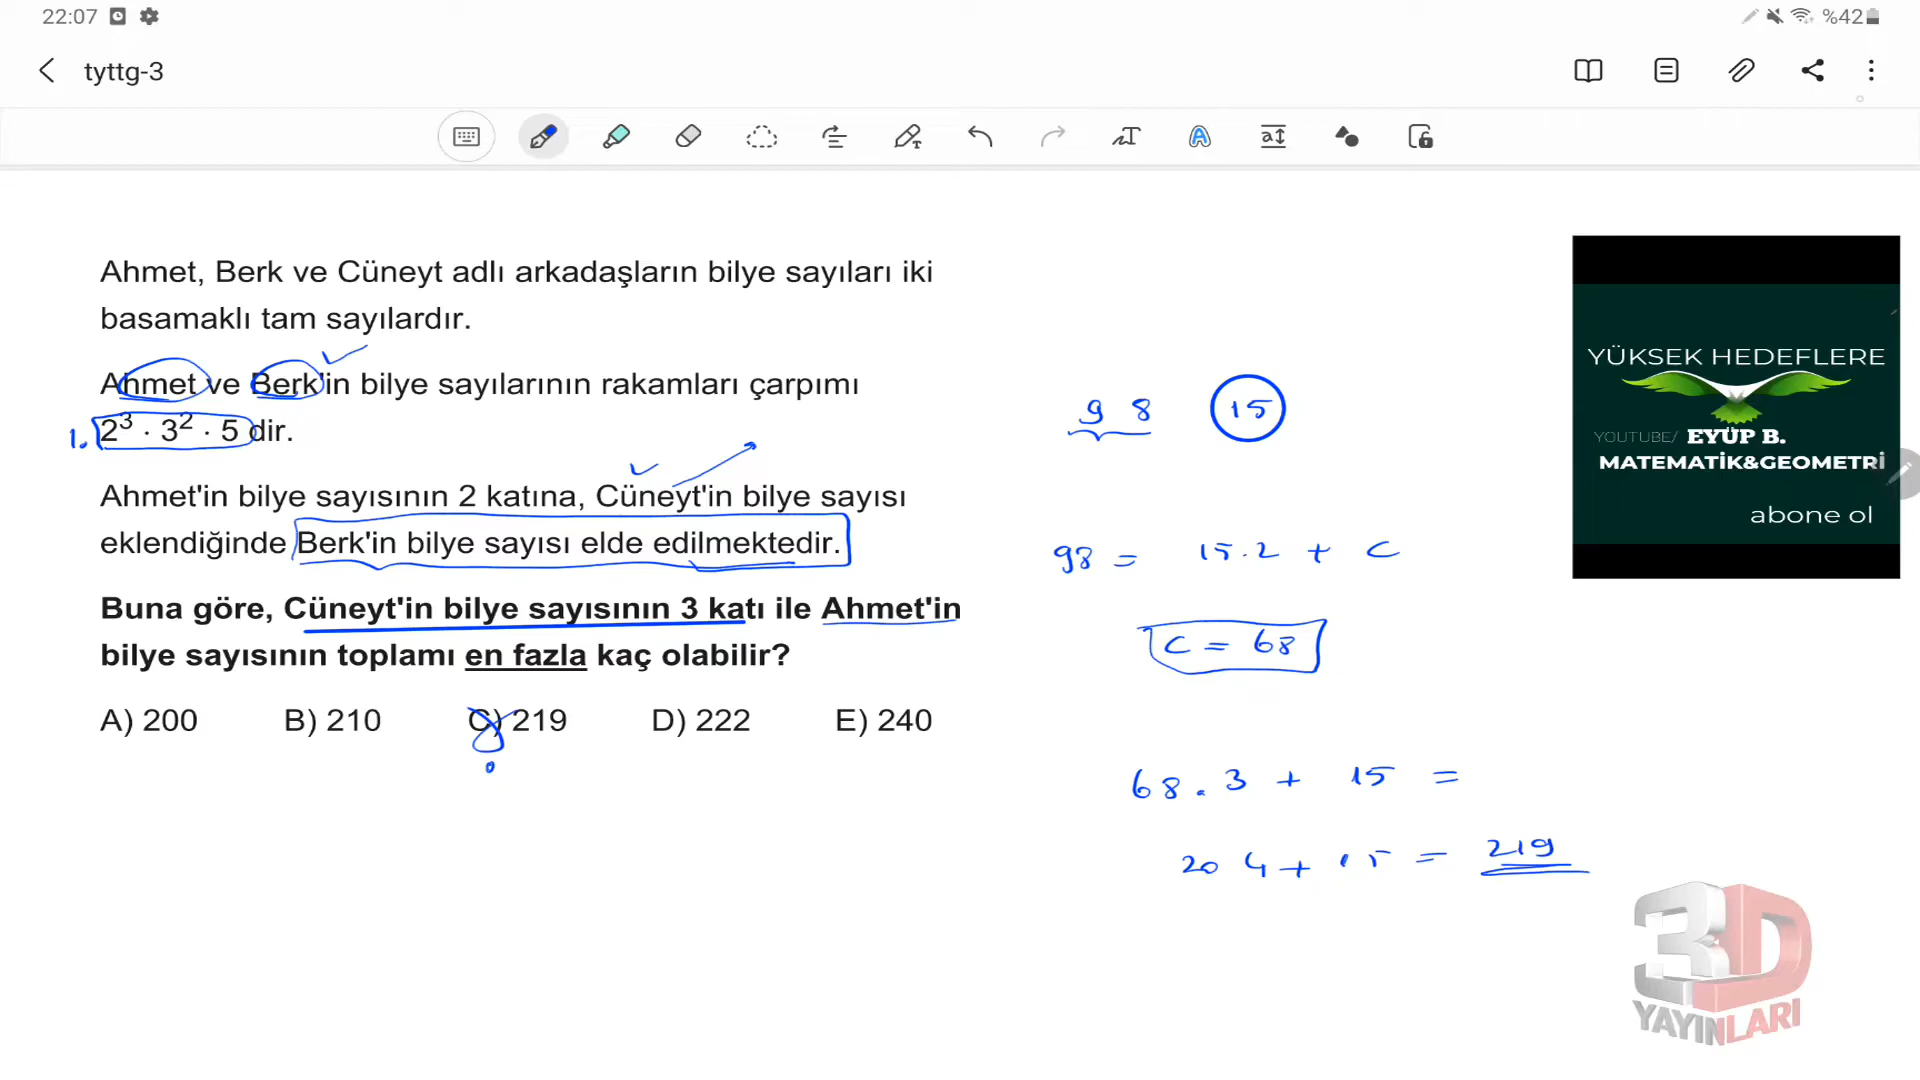 22:07 %42
tyttg-3
Ahmet, Berk ve Cüneyt adlı arkadaşların bilye sayıları iki
basamaklı tam sayılardır.
Ahmet ve Berk'in bilye sayılarının rakamları çarpımı
1. 2³ · 3² · 5 dir.
Ahmet'in bilye sayısının 2 katına, Cüneyt'in bilye sayısı
eklendiğinde Berk'in bilye sayısı elde edilmektedir.
Buna göre, Cüneyt'in bilye sayısının 3 katı ile Ahmet'in
bilye sayısının toplamı en fazla kaç olabilir?
A) 200 B) 210 C) 219 D) 222 E) 240
98 15
98 = 15.2 + C
C = 68
68.3 + 15 =
204 + 15 = 219
YÜKSEK HEDEFLERE
YOUTUBE/ EYÜP B.
MATEMATİK&GEOMETRİ
abone ol
3D
YAYINLARI